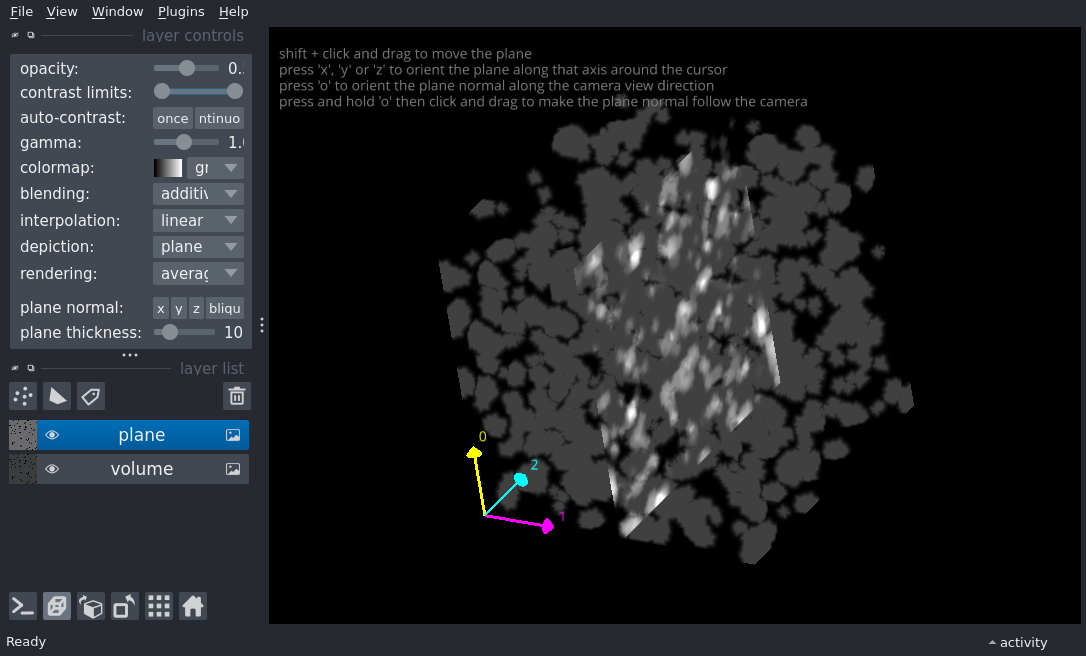 File View Window Plugins Help
layer controls
opacity: 0.
contrast limits:
auto-contrast: once ntinuo
gamma: 1.0
colormap: gr
blending: additiv
interpolation: linear
depiction: plane
rendering: averag
plane normal: x y z bliqu
plane thickness: 10
layer list
plane
volume
shift + click and drag to move the plane
press 'x', 'y' or 'z' to orient the plane along that axis around the cursor
press 'o' to orient the plane normal along the camera view direction
press and hold 'o' then click and drag to make the plane normal follow the camera
0
2
1
Ready
activity